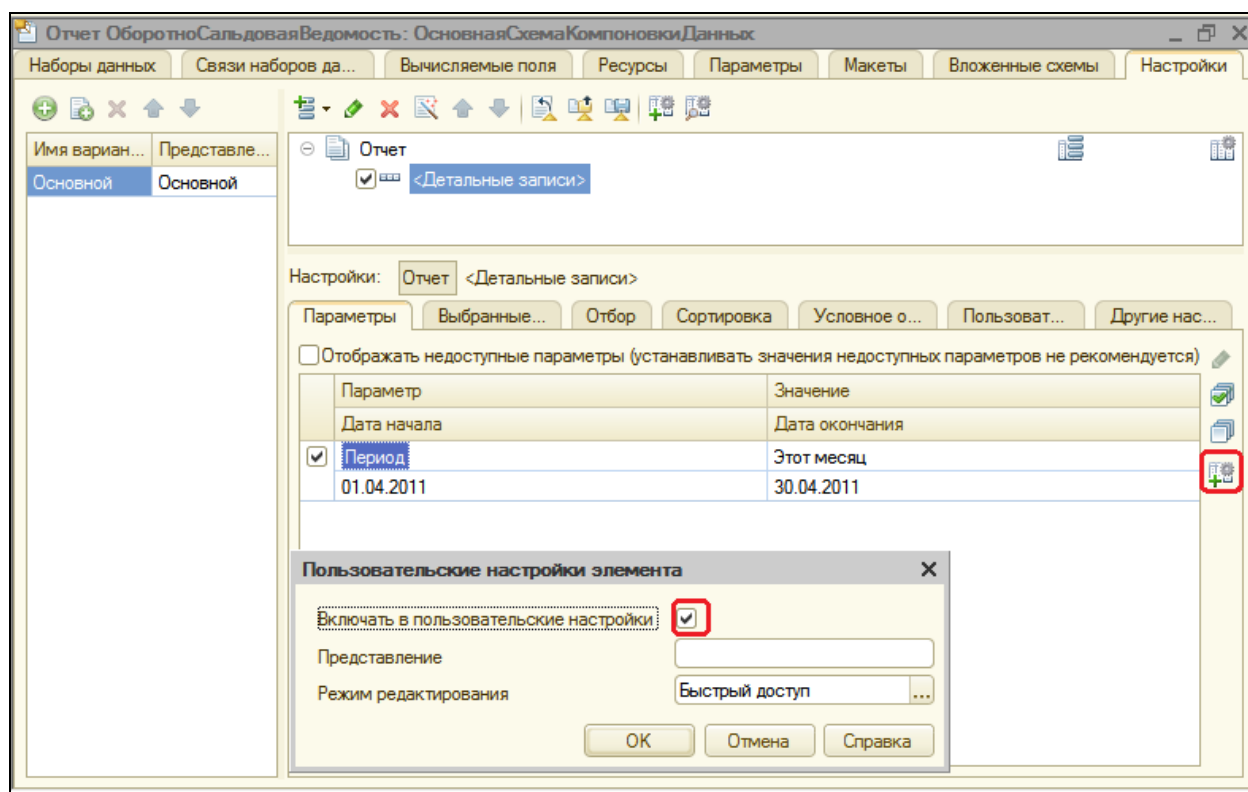 Отчет ОборотноСальдоваяВедомость: ОсновнаяСхемаКомпоновкиДанных
Наборы данных Связи наборов да... Вычисляемые поля Ресурсы Параметры Макеты Вложенные схемы Настройки
Имя вариан... Представле...
Основной Основной
Отчет
<Детальные записи>
Настройки: Отчет <Детальные записи>
Параметры Выбранные... Отбор Сортировка Условное о... Пользоват... Другие нас...
Отображать недоступные параметры (устанавливать значения недоступных параметров не рекомендуется)
Параметр Значение
Дата начала Дата окончания
Период Этот месяц
01.04.2011 30.04.2011
Пользовательские настройки элемента
Включать в пользовательские настройки
Представление
Режим редактирования Быстрый доступ ...
OK Отмена Справка